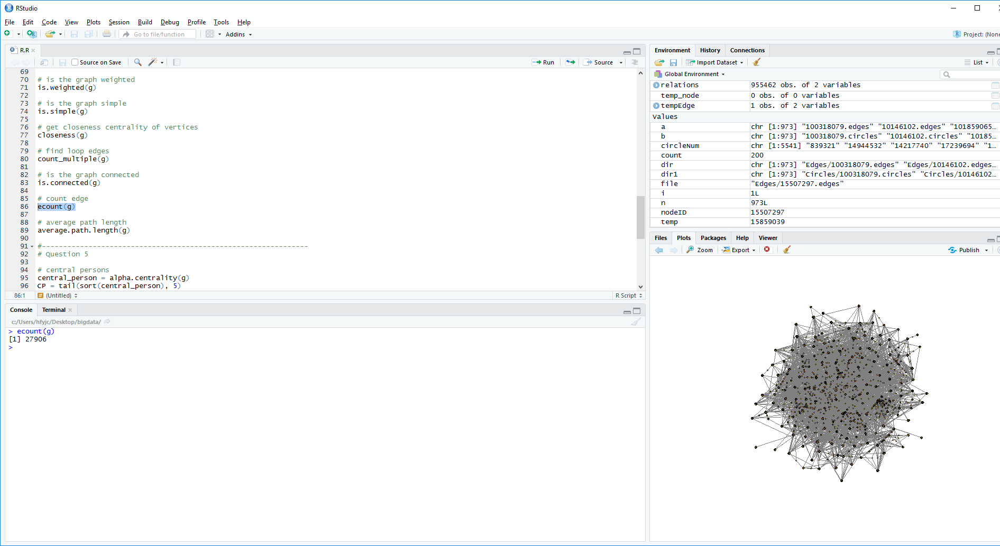 RStudio
File Edit Code View Plots Session Build Debug Profile Tools Help
Go to file/function Addins Project: (None
R.R
Source on Save Run Source
69
70 # is the graph weighted
71 is.weighted(g)
72
73 # is the graph simple
74 is.simple(g)
75
76 # get closeness centrality of vertices
77 closeness(g)
78
79 # find loop edges
80 count_multiple(g)
81
82 # is the graph connected
83 is.connected(g)
84
85 # count edge
86 ecount(g)
87
88 # average path length
89 average.path.length(g)
90
91 #---------------------------------------------------------------
92 # Question 5
93
94 # central persons
95 central_person = alpha.centrality(g)
96 CP = tail(sort(central_person), 5)
86:1 # (Untitled) R Script
Console Terminal
c:/Users/hfyjc/Desktop/bigdata/
> ecount(g)
[1] 27906
>
Environment History Connections
Import Dataset List
Global Environment
relations 955462 obs. of 2 variables
temp_node 0 obs. of 0 variables
tempEdge 1 obs. of 2 variables
Values
a chr [1:973] "100318079.edges" "10146102.edges" "101859065…
b chr [1:973] "100318079.circles" "10146102.circles" "10185…
circleNum chr [1:5541] "839321" "14944532" "14217740" "17239694" "1…
count 200
dir chr [1:973] "Edges/100318079.edges" "Edges/10146102.edges…
dir1 chr [1:973] "Circles/100318079.circles" "Circles/10146102…
file "Edges/15507297.edges"
i 1L
n 973L
nodeID 15507297
temp 15859039
Files Plots Packages Help Viewer
Zoom Export Publish